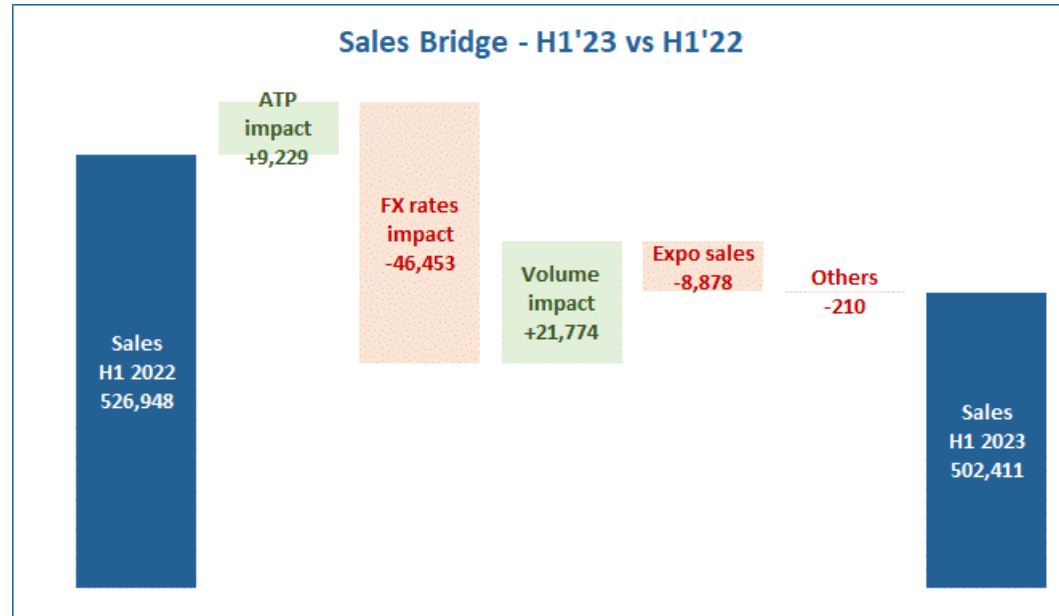 Sales Bridge - H1'23 vs H1'22
ATP
impact
+9,229
FX rates
impact
-46,453
Volume
impact
+21,774
Expo sales
-8,878
Others
-210
Sales
H1 2022
526,948
Sales
H1 2023
502,411